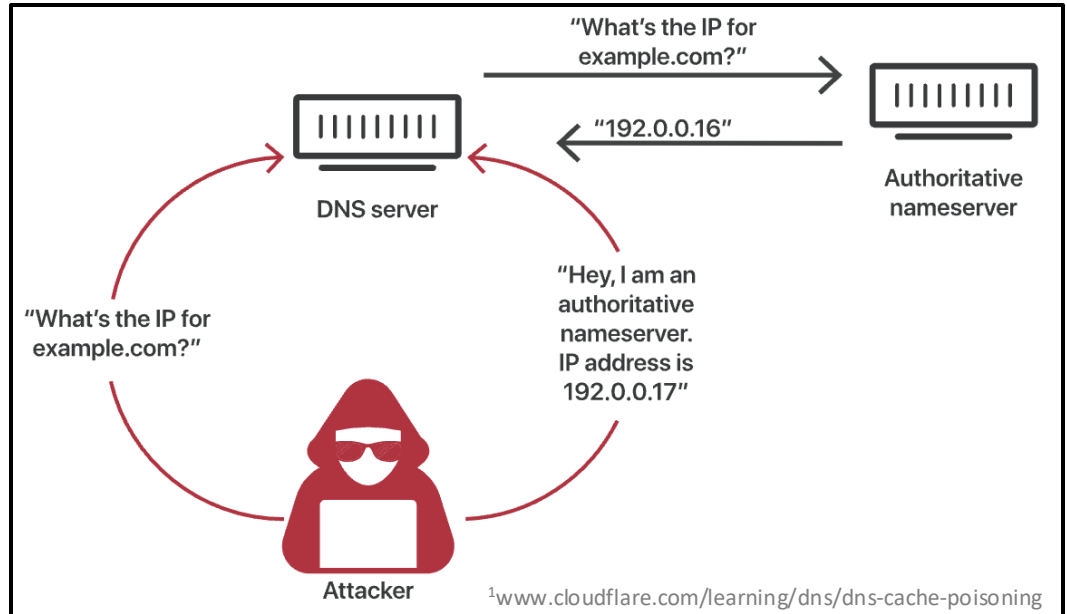 “What’s the IP for
example.com?”
“192.0.0.16”
DNS server
Authoritative
nameserver
“What’s the IP for
example.com?”
“Hey, I am an
authoritative
nameserver.
IP address is
192.0.0.17”
Attacker
¹www.cloudflare.com/learning/dns/dns-cache-poisoning